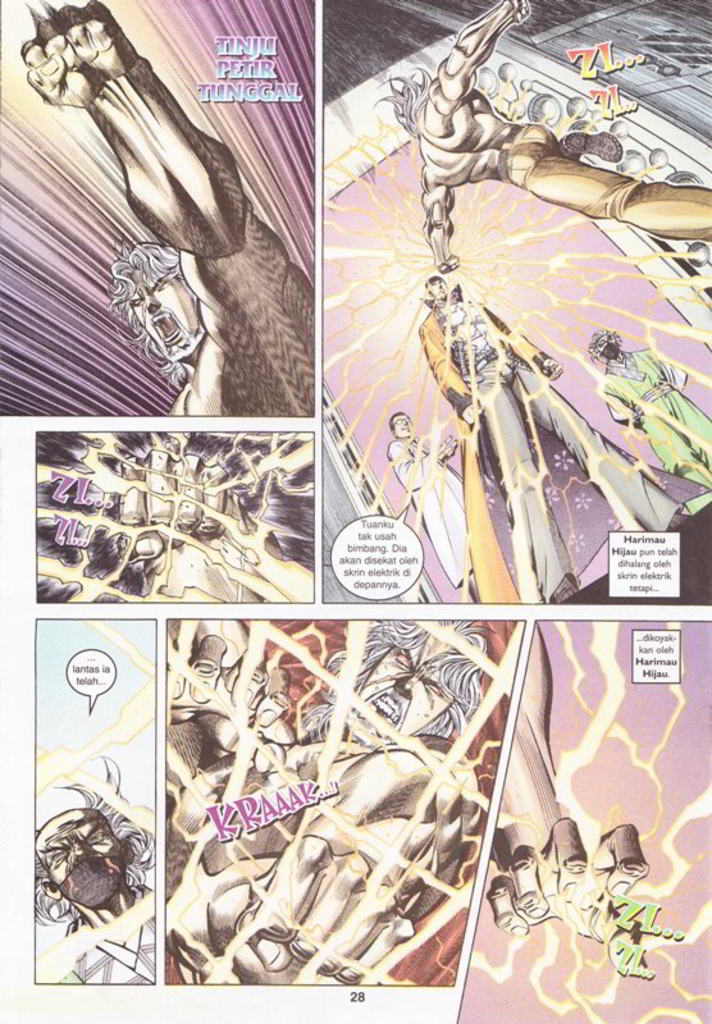 TINJU
PETIR
TUNGGAL
ZI...
ZI...
Tuanku
tak usah
bimbang. Dia
akan disekat oleh
skrin elektrik di
depannya.
Harimau
Hijau pun telah
dihalang oleh
skrin elektrik
tetapi...
ZI...
ZI...
...
lantas ia
telah...
KRAAAK...!
...dikoyak-
kan oleh
Harimau
Hijau.
ZI...
ZI...
28